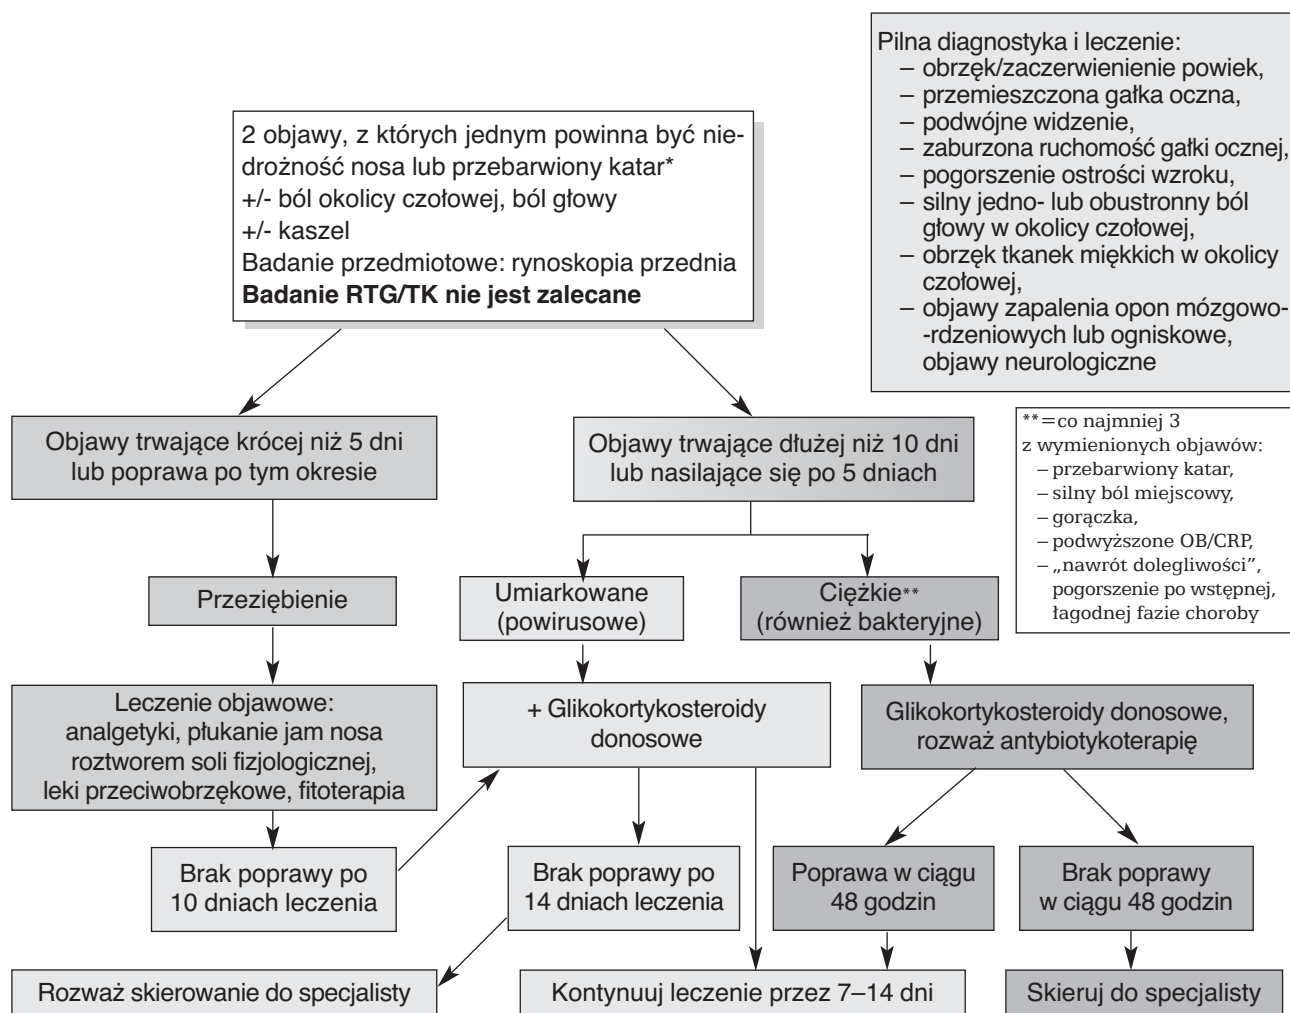 Pilna diagnostyka i leczenie:
– obrzęk/zaczerwienienie powiek,
– przemieszczona gałka oczna,
– podwójne widzenie,
– zaburzona ruchomość gałki ocznej,
– pogorszenie ostrości wzroku,
– silny jedno- lub obustronny ból
głowy w okolicy czołowej,
– obrzęk tkanek miękkich w okolicy
czołowej,
– objawy zapalenia opon mózgowo-
-rdzeniowych lub ogniskowe,
objawy neurologiczne
2 objawy, z których jednym powinna być nie-
drożność nosa lub przebarwiony katar*
+/- ból okolicy czołowej, ból głowy
+/- kaszel
Badanie przedmiotowe: rynoskopia przednia
Badanie RTG/TK nie jest zalecane
Objawy trwające krócej niż 5 dni
lub poprawa po tym okresie
Objawy trwające dłużej niż 10 dni
lub nasilające się po 5 dniach
**=co najmniej 3
z wymienionych objawów:
– przebarwiony katar,
– silny ból miejscowy,
– gorączka,
– podwyższone OB/CRP,
– „nawrót dolegliwości”,
pogorszenie po wstępnej,
łagodnej fazie choroby
Przeziębienie
Umiarkowane
(powirusowe)
Ciężkie**
(również bakteryjne)
Leczenie objawowe:
analgetyki, płukanie jam nosa
roztworem soli fizjologicznej,
leki przeciwobrzękowe, fitoterapia
+ Glikokortykosteroidy
donosowe
Glikokortykosteroidy donosowe,
rozważ antybiotykoterapię
Brak poprawy po
10 dniach leczenia
Brak poprawy po
14 dniach leczenia
Poprawa w ciągu
48 godzin
Brak poprawy
w ciągu 48 godzin
Rozważ skierowanie do specjalisty
Kontynuuj leczenie przez 7–14 dni
Skieruj do specjalisty